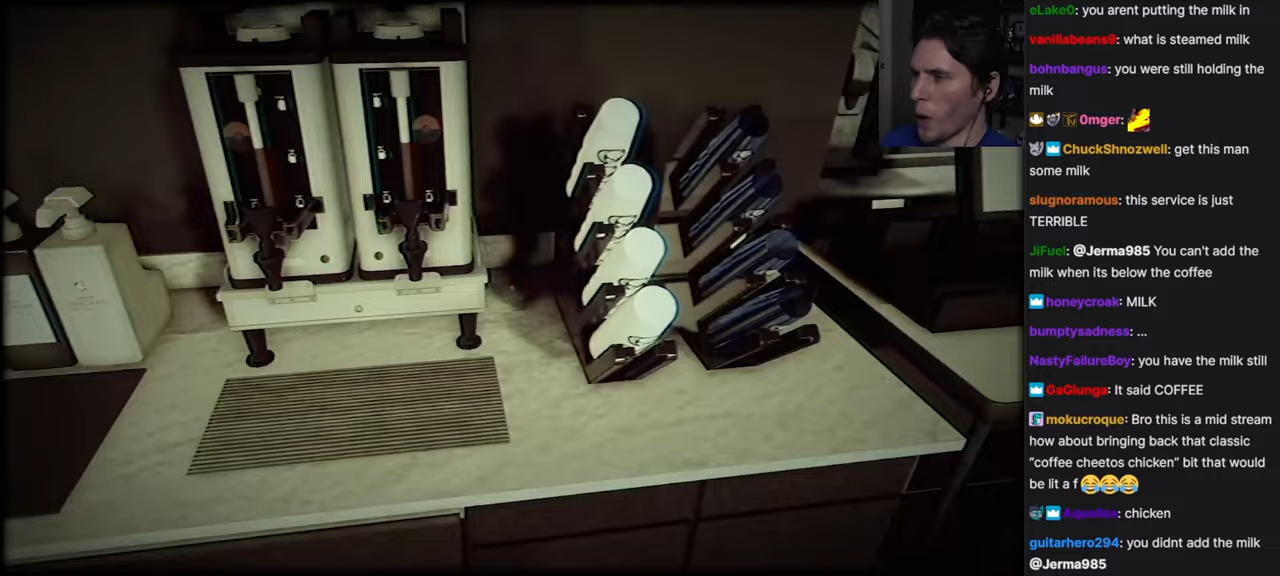 eLake0: you arent putting the milk in
vanillabeans9: what is steamed milk
bohnbangus: you were still holding the
milk
0mger:
ChuckShnozwell: get this man
some milk
slugnoramous: this service is just
TERRIBLE
JiFuel: @Jerma985 You can't add the
milk when its below the coffee
honeycroak: MILK
bumptysadness: ...
NastyFailureBoy: you have the milk still
GaGlunga: It said COFFEE
mokucroque: Bro this is a mid stream
how about bringing back that classic
“coffee cheetos chicken” bit that would
be lit a f 😂😂😂
: chicken
guitarhero294: you didnt add the milk
@Jerma985